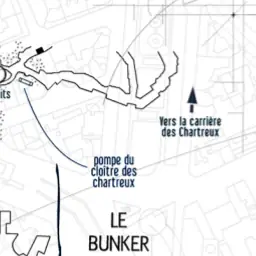 its
Vers la carrière
des Chartreux
pompe du
cloître des
chartreux
LE
BUNKER